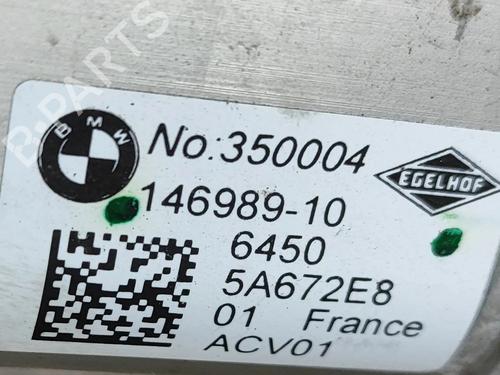 B-PARTS
BMW
No:350004
EGELHOF
146989-10
6450
5A672E8
01 France
ACV01